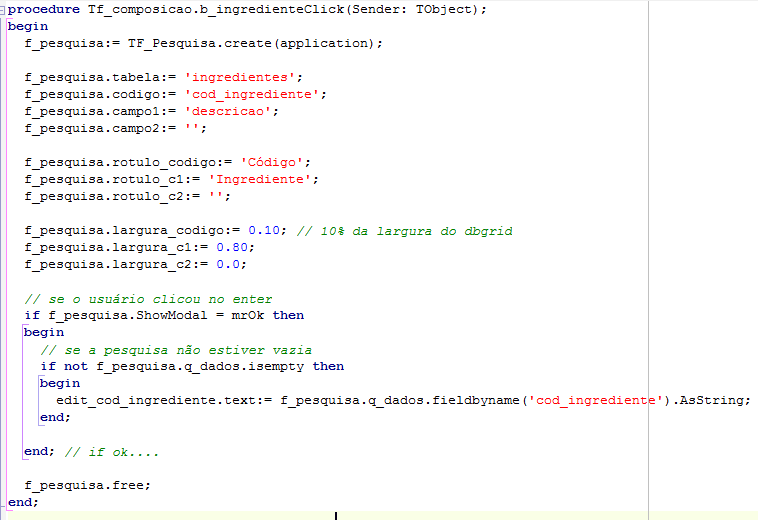 procedure Tf_composicao.b_ingredienteClick(Sender: TObject);
begin
f_pesquisa:= TF_Pesquisa.create(application);
f_pesquisa.tabela:= 'ingredientes';
f_pesquisa.codigo:= 'cod_ingrediente';
f_pesquisa.campo1:= 'descricao';
f_pesquisa.campo2:= '';
f_pesquisa.rotulo_codigo:= 'Código';
f_pesquisa.rotulo_c1:= 'Ingrediente';
f_pesquisa.rotulo_c2:= '';
f_pesquisa.largura_codigo:= 0.10; // 10% da largura do dbgrid
f_pesquisa.largura_c1:= 0.80;
f_pesquisa.largura_c2:= 0.0;
// se o usuário clicou no enter
if f_pesquisa.ShowModal = mrOk then
begin
// se a pesquisa não estiver vazia
if not f_pesquisa.q_dados.isempty then
begin
edit_cod_ingrediente.text:= f_pesquisa.q_dados.fieldbyname('cod_ingrediente').AsString;
end;
end; // if ok....
f_pesquisa.free;
end;